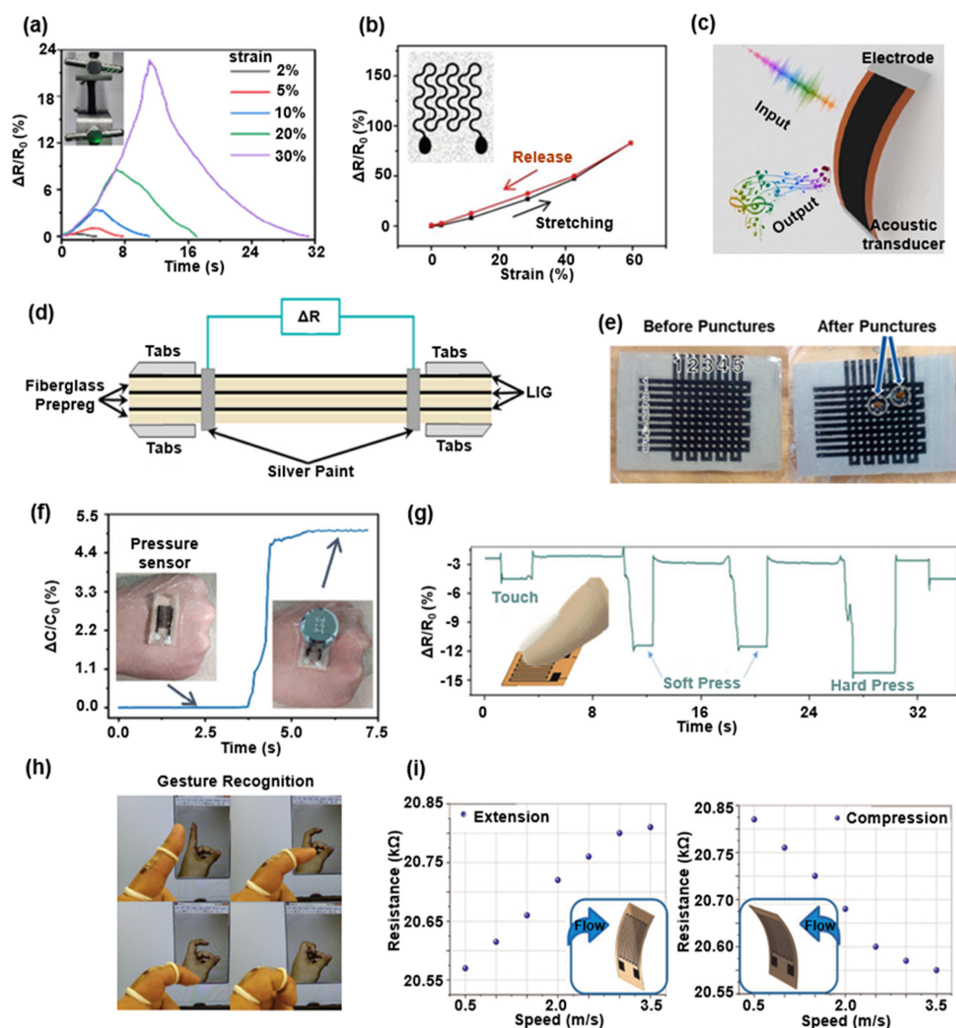 (a)
24
18
12
6
0
ΔR/R₀ (%)
strain
2%
5%
10%
20%
30%
0 8 16 24 32
Time (s)
(b)
160
120
80
40
0
ΔR/R₀ (%)
Release
Stretching
0 20 40 60 80
Strain (%)
(c)
Electrode
Input
Output
Acoustic
transducer
(d)
ΔR
Tabs
Tabs
Fiberglass
Prepreg
LIG
Tabs
Tabs
Silver Paint
(e)
Before Punctures
After Punctures
1 2 3 4 5
(f)
5.5
4.4
3.3
2.2
1.1
0.0
ΔC/C₀ (%)
Pressure
sensor
0.0 2.5 5.0 7.5
Time (s)
(g)
-3
-6
-9
-12
-15
ΔR/R₀ (%)
Touch
Soft Press
Hard Press
0 8 16 24 32
Time (s)
(h)
Gesture Recognition
(i)
20.85
20.75
20.65
20.55
Resistance (kΩ)
Extension
Flow
0.5 2.0 3.5
Speed (m/s)
20.85
20.75
20.70
20.60
20.55
Resistance (kΩ)
Compression
Flow
0.5 2.0 3.5
Speed (m/s)